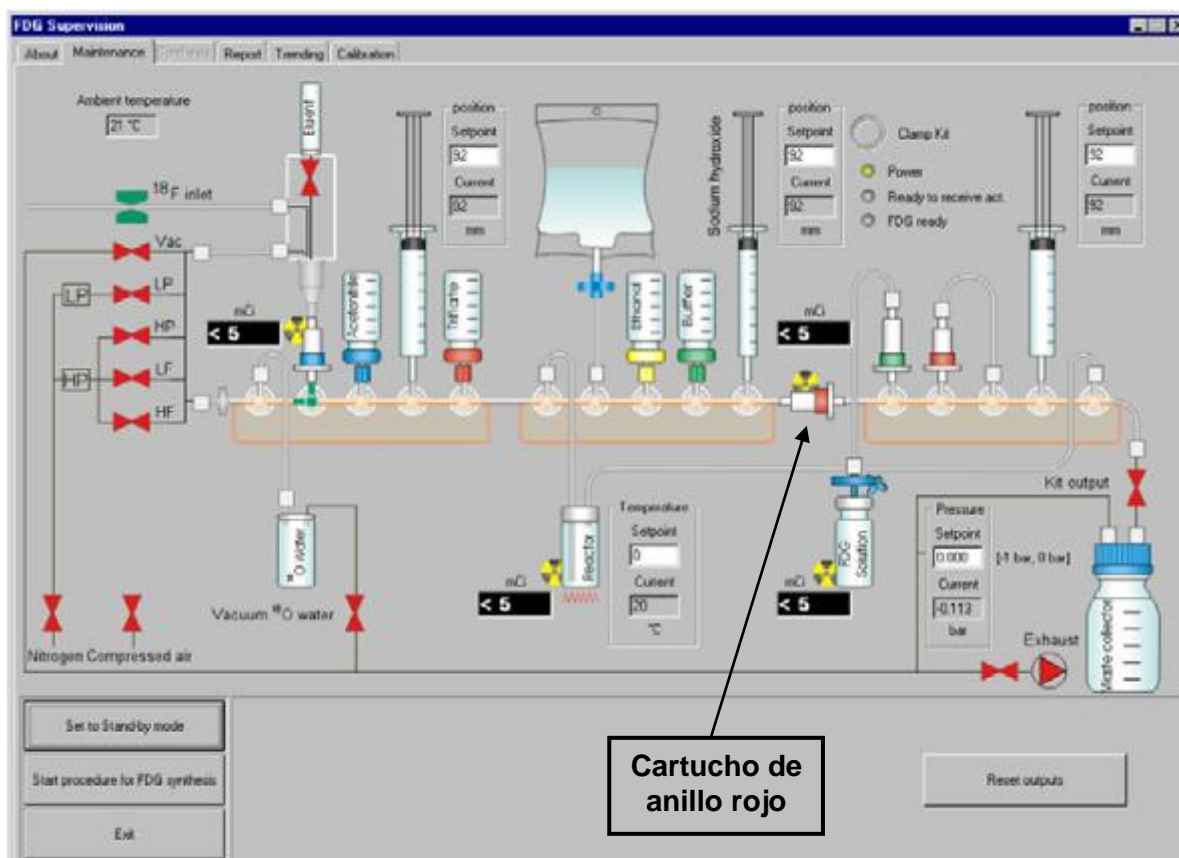 FDG Supervision
About
Maintenance
Synthesis
Report
Trending
Calibration
Ambient temperature
21 °C
Eluent
position
Setpoint
92
Current
92
mm
Sodium hydroxide
position
Setpoint
92
Current
92
mm
Clamp Kit
Power
Ready to receive act.
FDG ready
position
Setpoint
92
Current
92
mm
18F inlet
Vac
LP
LP
HP
HP
LF
HF
mCi
< 5
Acetonitrile
Triflate
Ethanol
Buffer
mCi
< 5
Kit output
18O Water
Vacuum 18O water
Reactor
mCi
< 5
Temperature
Setpoint
0
Current
20
°C
FDG
Solution
mCi
< 5
Pressure
Setpoint
0.000
[-1 bar, 0 bar]
Current
-0.113
bar
Exhaust
Waste collector
Nitrogen
Compressed air
Set to Stand-by mode
Start procedure for FDG synthesis
Exit
Cartucho de
anillo rojo
Reset outputs